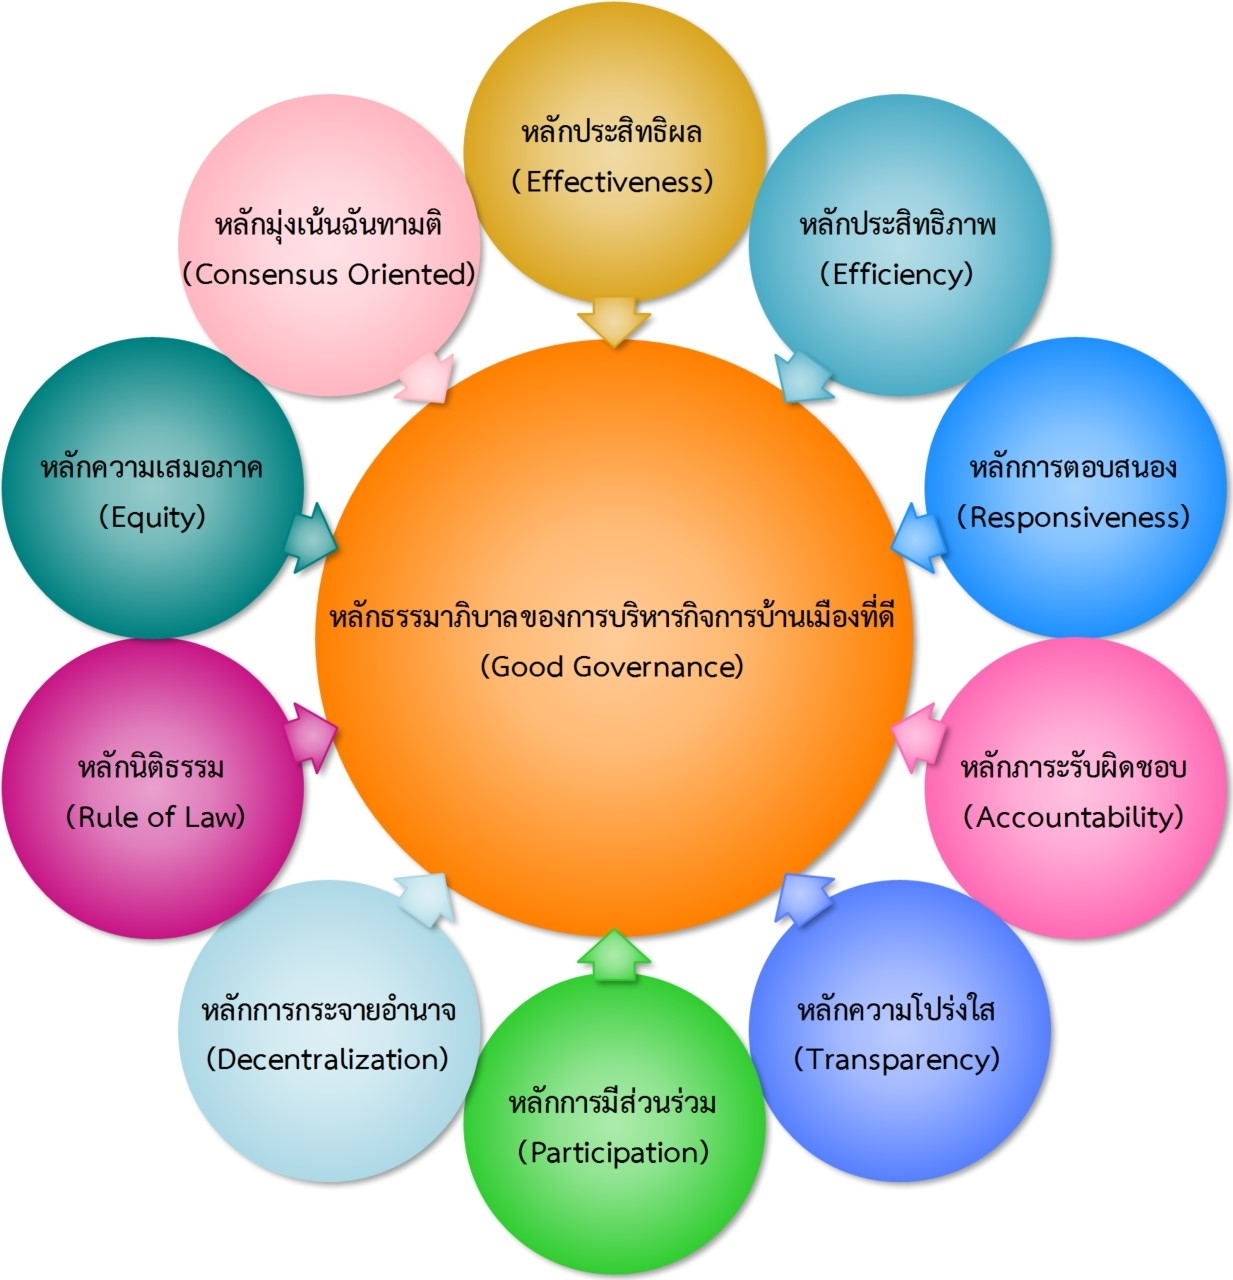 หลักประสิทธิผล
(Effectiveness)
หลักประสิทธิภาพ
(Efficiency)
หลักการตอบสนอง
(Responsiveness)
หลักภาระรับผิดชอบ
(Accountability)
หลักความโปร่งใส
(Transparency)
หลักการมีส่วนร่วม
(Participation)
หลักการกระจายอำนาจ
(Decentralization)
หลักนิติธรรม
(Rule of Law)
หลักความเสมอภาค
(Equity)
หลักมุ่งเน้นฉันทามติ
(Consensus Oriented)
หลักธรรมาภิบาลของการบริหารกิจการบ้านเมืองที่ดี
(Good Governance)